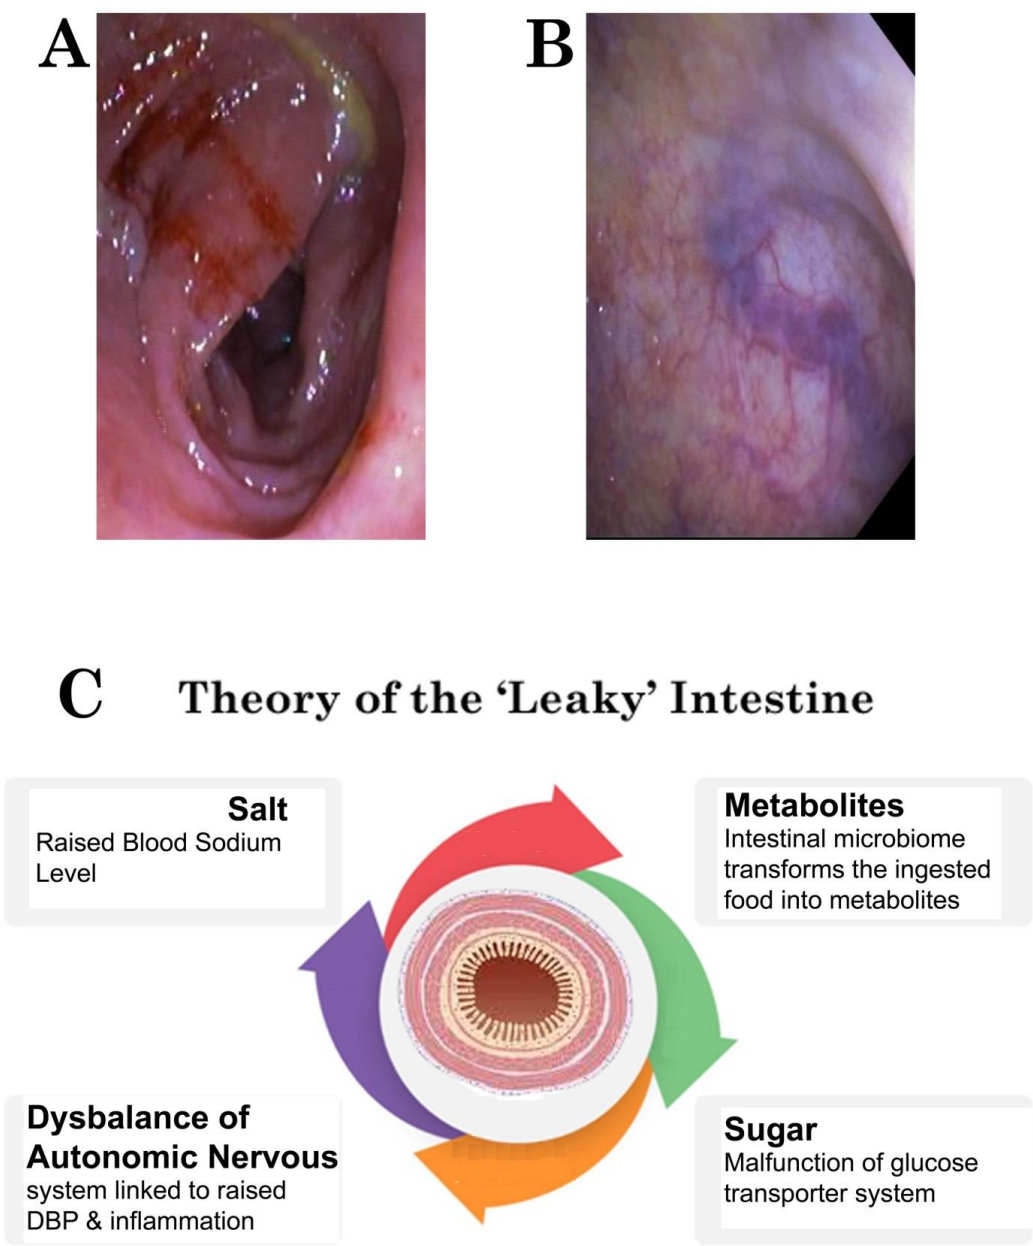 A
B
C
Theory of the ‘Leaky’ Intestine
Salt
Raised Blood Sodium
Level
Metabolites
Intestinal microbiome
transforms the ingested
food into metabolites
Dysbalance of
Autonomic Nervous
system linked to raised
DBP & inflammation
Sugar
Malfunction of glucose
transporter system